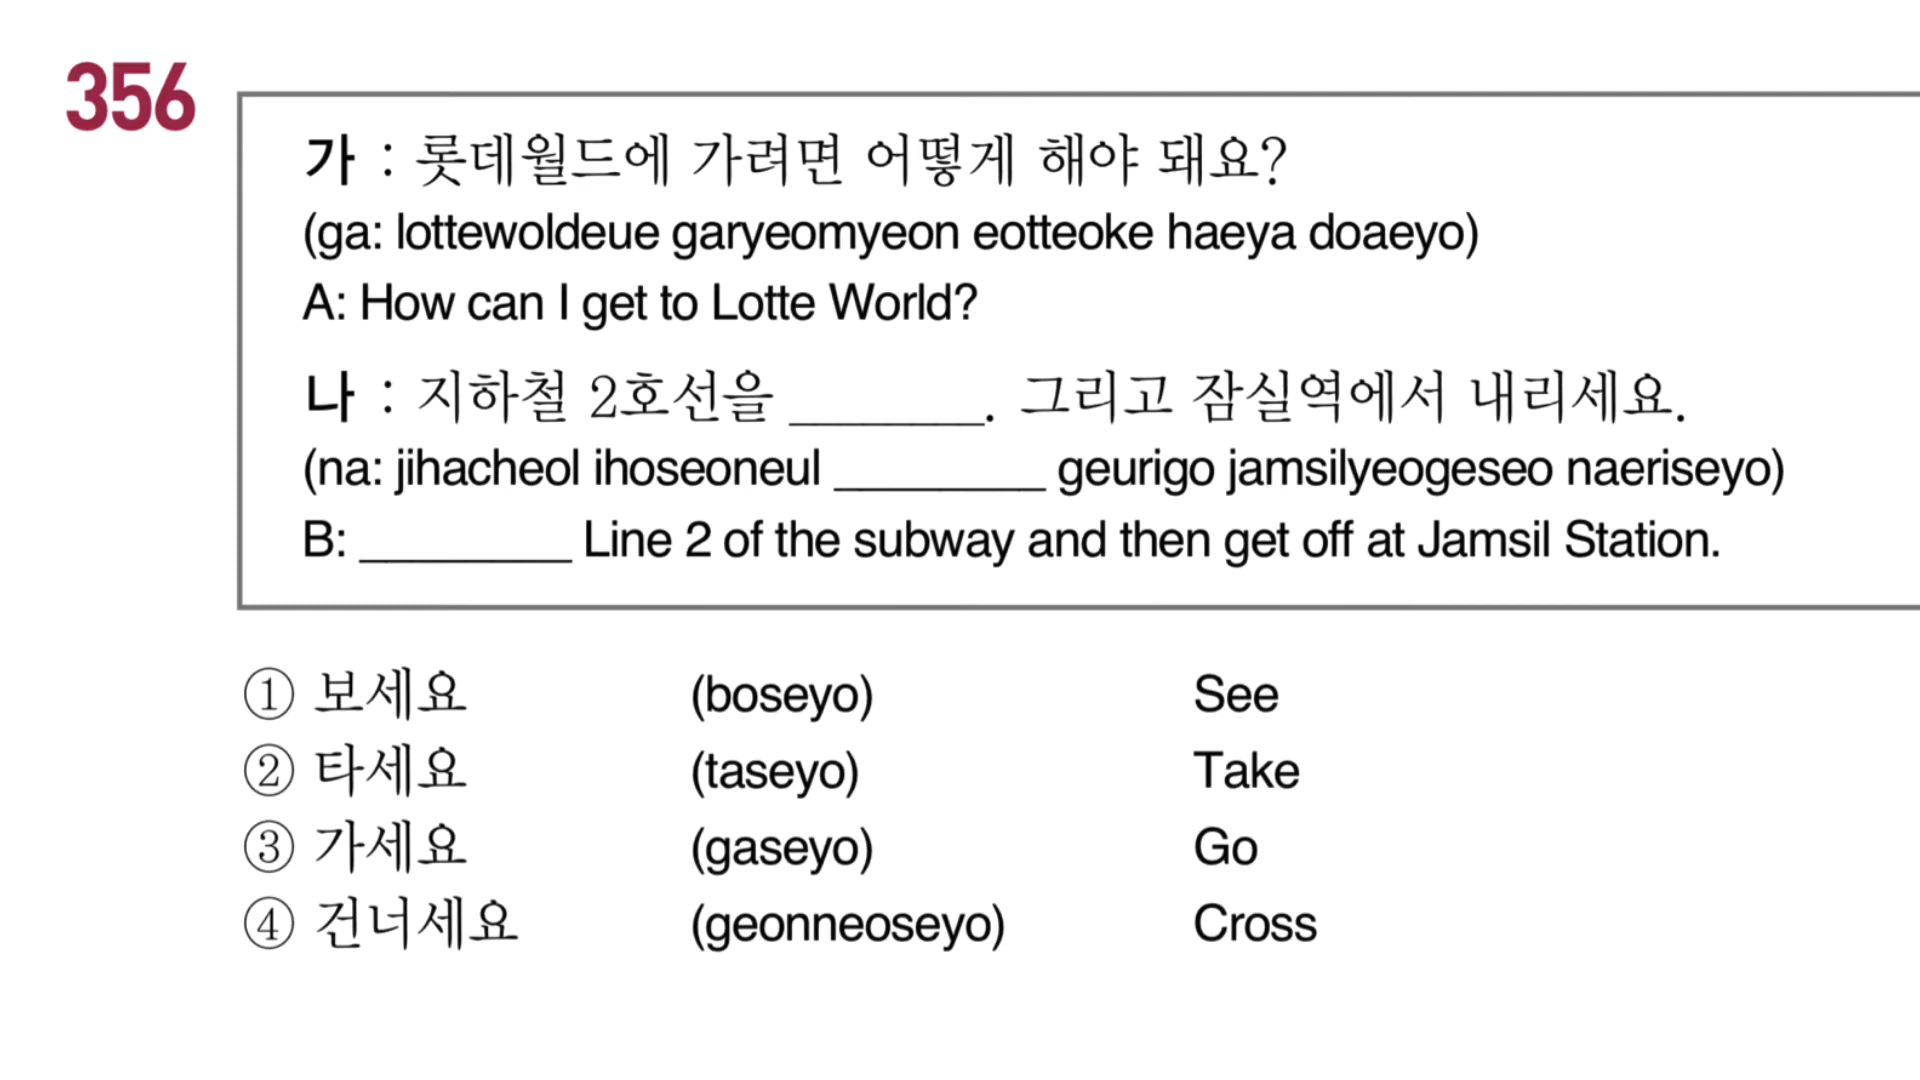 356
가 : 롯데월드에 가려면 어떻게 해야 돼요?
(ga: lottewoldeue garyeomyeon eotteoke haeya doaeyo)
A: How can I get to Lotte World?
나 : 지하철 2호선을 ________. 그리고 잠실역에서 내리세요.
(na: jihacheol ihoseoneul ________ geurigo jamsilyeogeseo naeriseyo)
B: ________ Line 2 of the subway and then get off at Jamsil Station.
① 보세요 (boseyo) See
② 타세요 (taseyo) Take
③ 가세요 (gaseyo) Go
④ 건너세요 (geonneoseyo) Cross